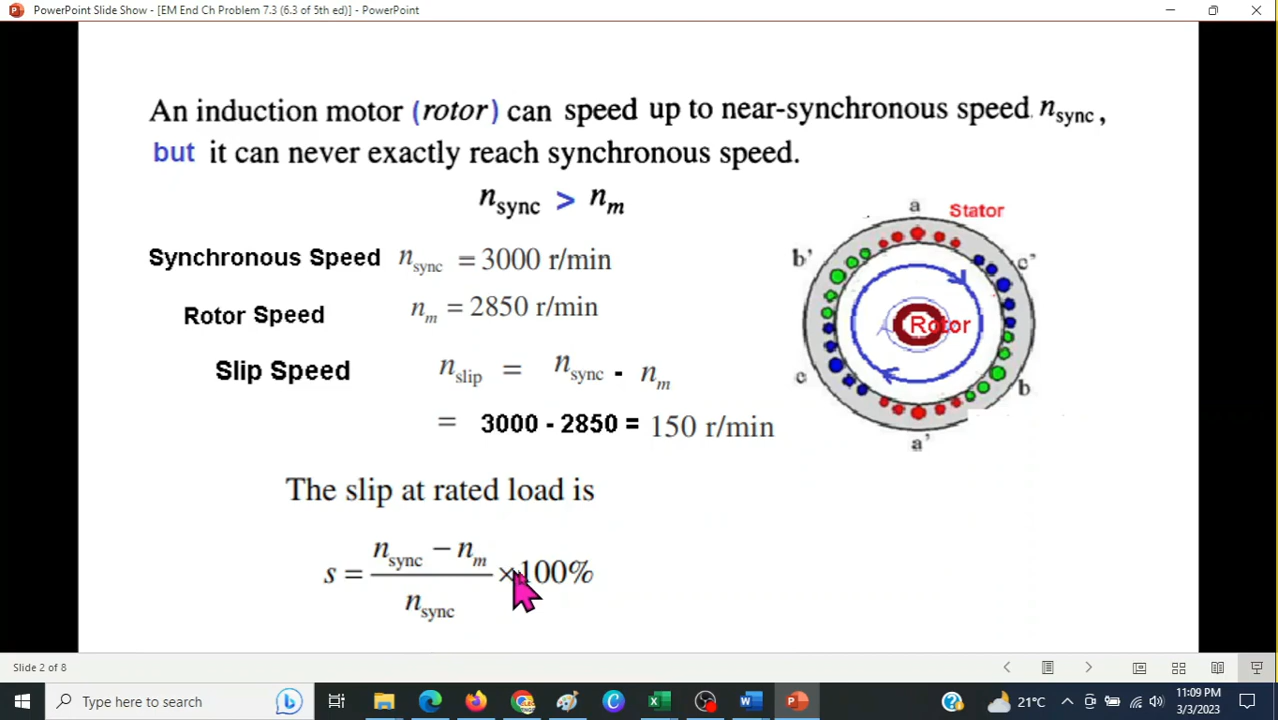 PowerPoint Slide Show - [EM End Ch Problem 7.3 (6.3 of 5th ed)] - PowerPoint
An induction motor (rotor) can speed up to near-synchronous speed n_sync,
but it can never exactly reach synchronous speed.
n_sync > n_m
Synchronous Speed n_sync = 3000 r/min
Rotor Speed n_m = 2850 r/min
Slip Speed n_slip = n_sync - n_m
= 3000 - 2850 = 150 r/min
The slip at rated load is
s = (n_sync − n_m) / n_sync × 100%
a
Stator
b'
c'
Rotor
c
b
a'
Slide 2 of 8
Type here to search
21°C
11:09 PM
3/3/2023